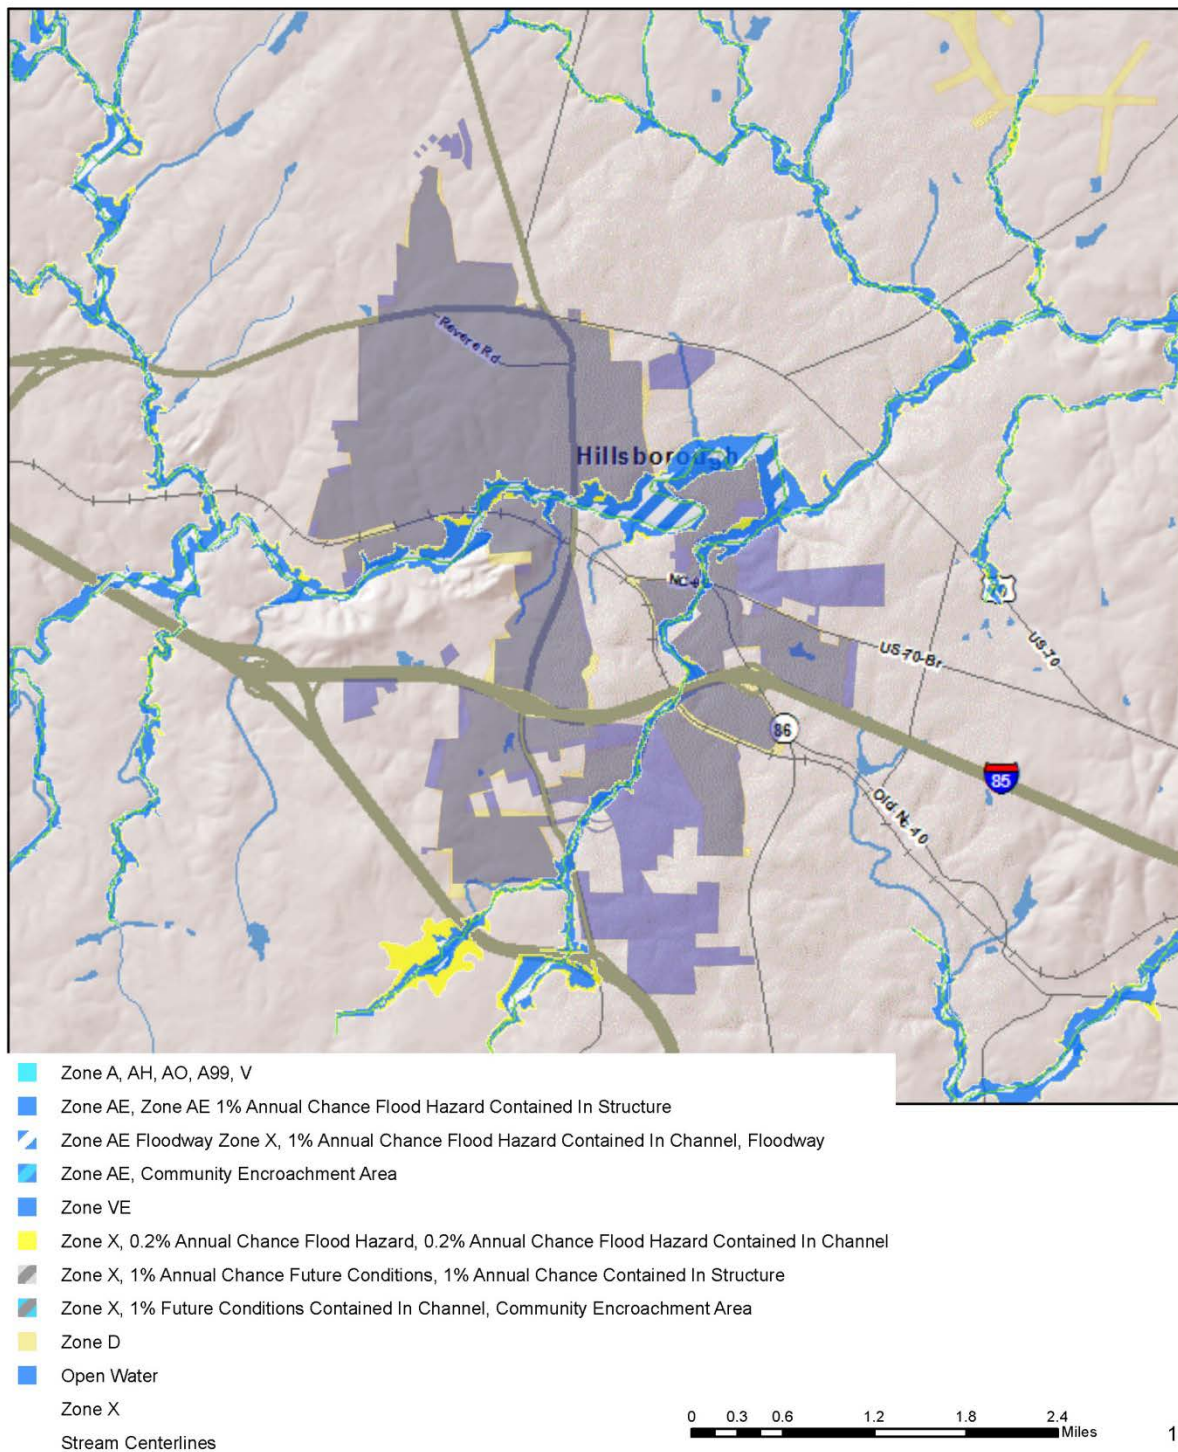 Revere Rd
Hillsborough
US-70-Br
US-70
86
85
Old Nc 10
Zone A, AH, AO, A99, V
Zone AE, Zone AE 1% Annual Chance Flood Hazard Contained In Structure
Zone AE Floodway Zone X, 1% Annual Chance Flood Hazard Contained In Channel, Floodway
Zone AE, Community Encroachment Area
Zone VE
Zone X, 0.2% Annual Chance Flood Hazard, 0.2% Annual Chance Flood Hazard Contained In Channel
Zone X, 1% Annual Chance Future Conditions, 1% Annual Chance Contained In Structure
Zone X, 1% Future Conditions Contained In Channel, Community Encroachment Area
Zone D
Open Water
Zone X
Stream Centerlines
0 0.3 0.6 1.2 1.8 2.4
Miles
1